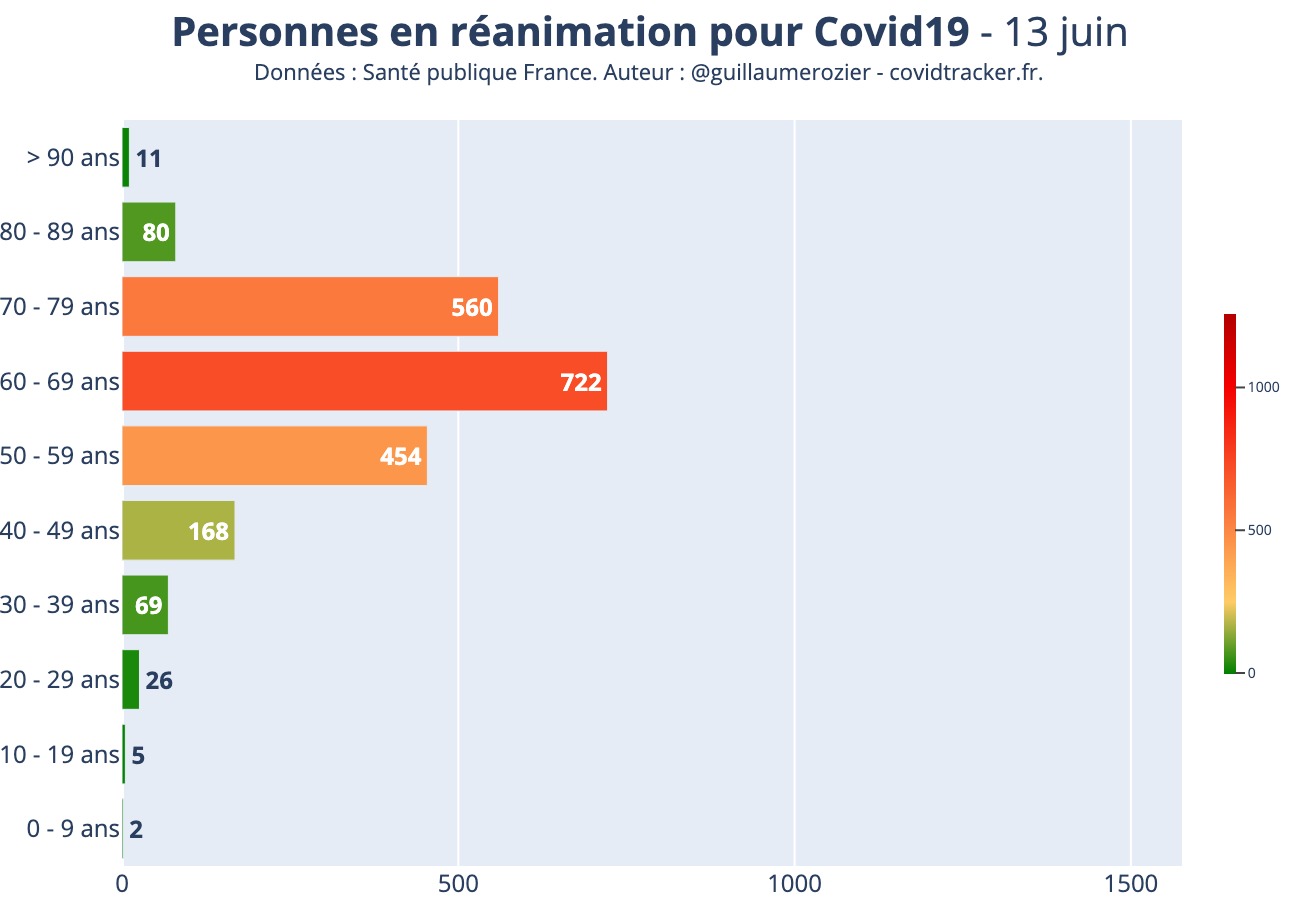 Personnes en réanimation pour Covid19 - 13 juin
Données : Santé publique France. Auteur : @guillaumerozier - covidtracker.fr.
> 90 ans 11
80 - 89 ans 80
70 - 79 ans 560
60 - 69 ans 722
50 - 59 ans 454
40 - 49 ans 168
30 - 39 ans 69
20 - 29 ans 26
10 - 19 ans 5
0 - 9 ans 2
0 500 1000 1500
1000
500
0